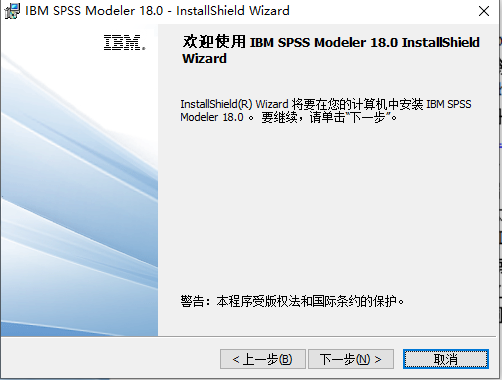 IBM SPSS Modeler 18.0 - InstallShield Wizard
IBM.
欢迎使用 IBM SPSS Modeler 18.0 InstallShield
Wizard
InstallShield(R) Wizard 将要在您的计算机中安装 IBM SPSS
Modeler 18.0 。 要继续，请单击“下一步”。
警告：本程序受版权法和国际条约的保护。
< 上一步(B)
下一步(N) >
取消